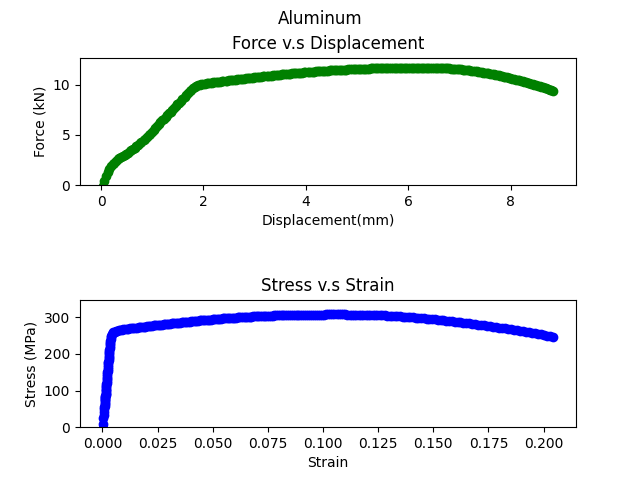 Aluminum
Force v.s Displacement
Force (kN)
10
5
0
0 2 4 6 8
Displacement(mm)
Stress v.s Strain
Stress (MPa)
300
200
100
0
0.000 0.025 0.050 0.075 0.100 0.125 0.150 0.175 0.200
Strain